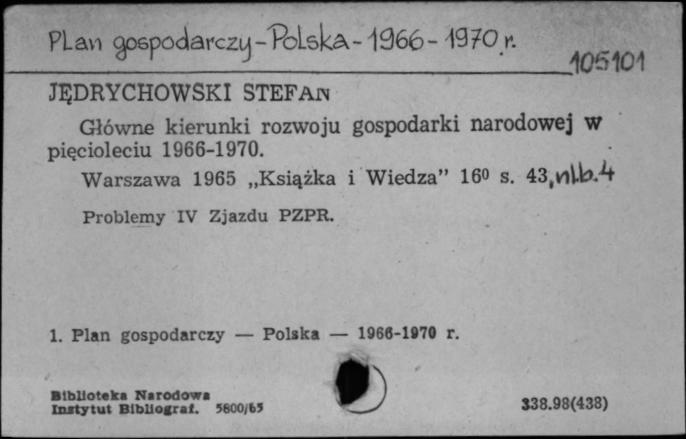 Plan gospodarczy-Polska-1966-1970 r.
105101
JĘDRYCHOWSKI STEFAN
Główne kierunki rozwoju gospodarki narodowej w
pięcioleciu 1966-1970.
Warszawa 1965 „Książka i Wiedza” 16⁰ s. 43, nlb.4
Problemy IV Zjazdu PZPR.
1. Plan gospodarczy — Polska — 1966-1970 r.
Biblioteka Narodowa
Instytut Bibliograf. 5600/65
338.98(438)